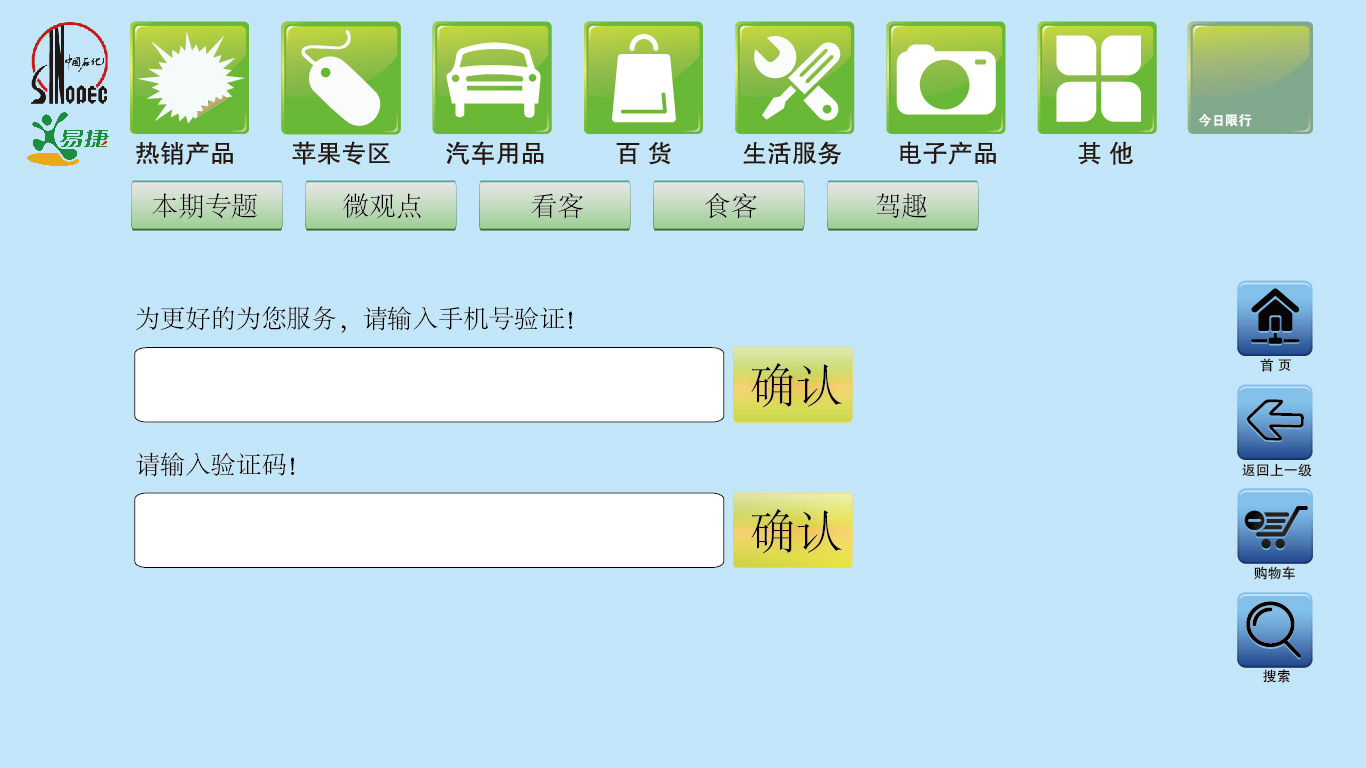 中国石化
SINOPEC
易捷
今日限行
热销产品
苹果专区
汽车用品
百 货
生活服务
电子产品
其 他
本期专题
微观点
看客
食客
驾趣
为更好的为您服务，请输入手机号验证！
确认
请输入验证码！
确认
首 页
返回上一级
购物车
搜索